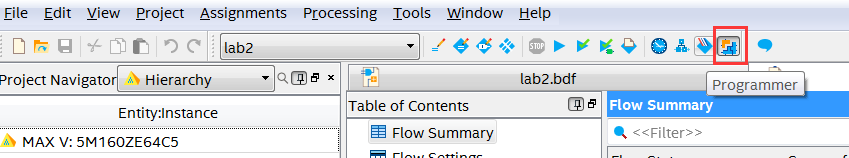 File Edit View Project Assignments Processing Tools Window Help
lab2
STOP
Project Navigator Hierarchy
lab2.bdf
Programmer
Entity:Instance
Table of Contents
Flow Summary
MAX V: 5M160ZE64C5
Flow Summary
<<Filter>>
Flow Settings